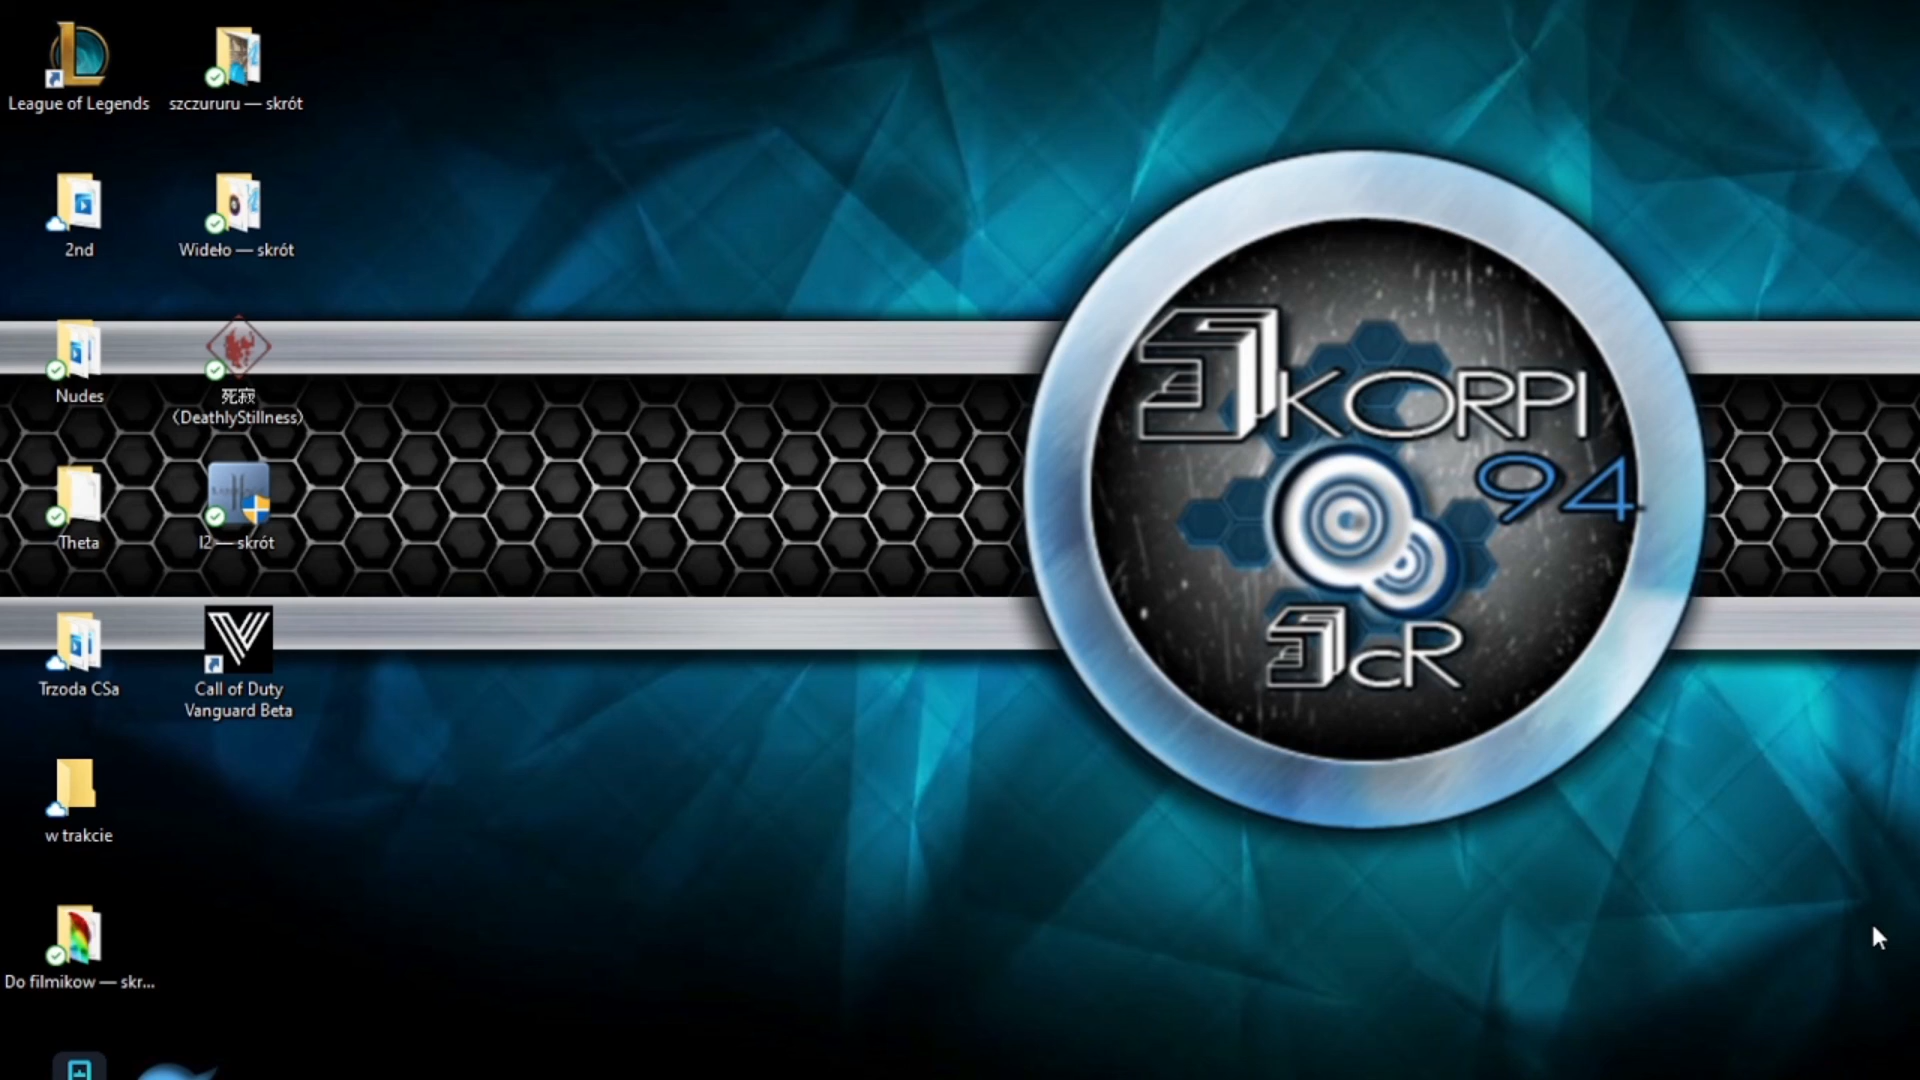 League of Legends
szczururu — skrót
2nd
Wideło — skrót
Nudes
死寂
(DeathlyStillness)
Theta
l2 — skrót
Trzoda CSa
Call of Duty
Vanguard Beta
w trakcie
Do filmikow — skr...
KORPI
94
cR